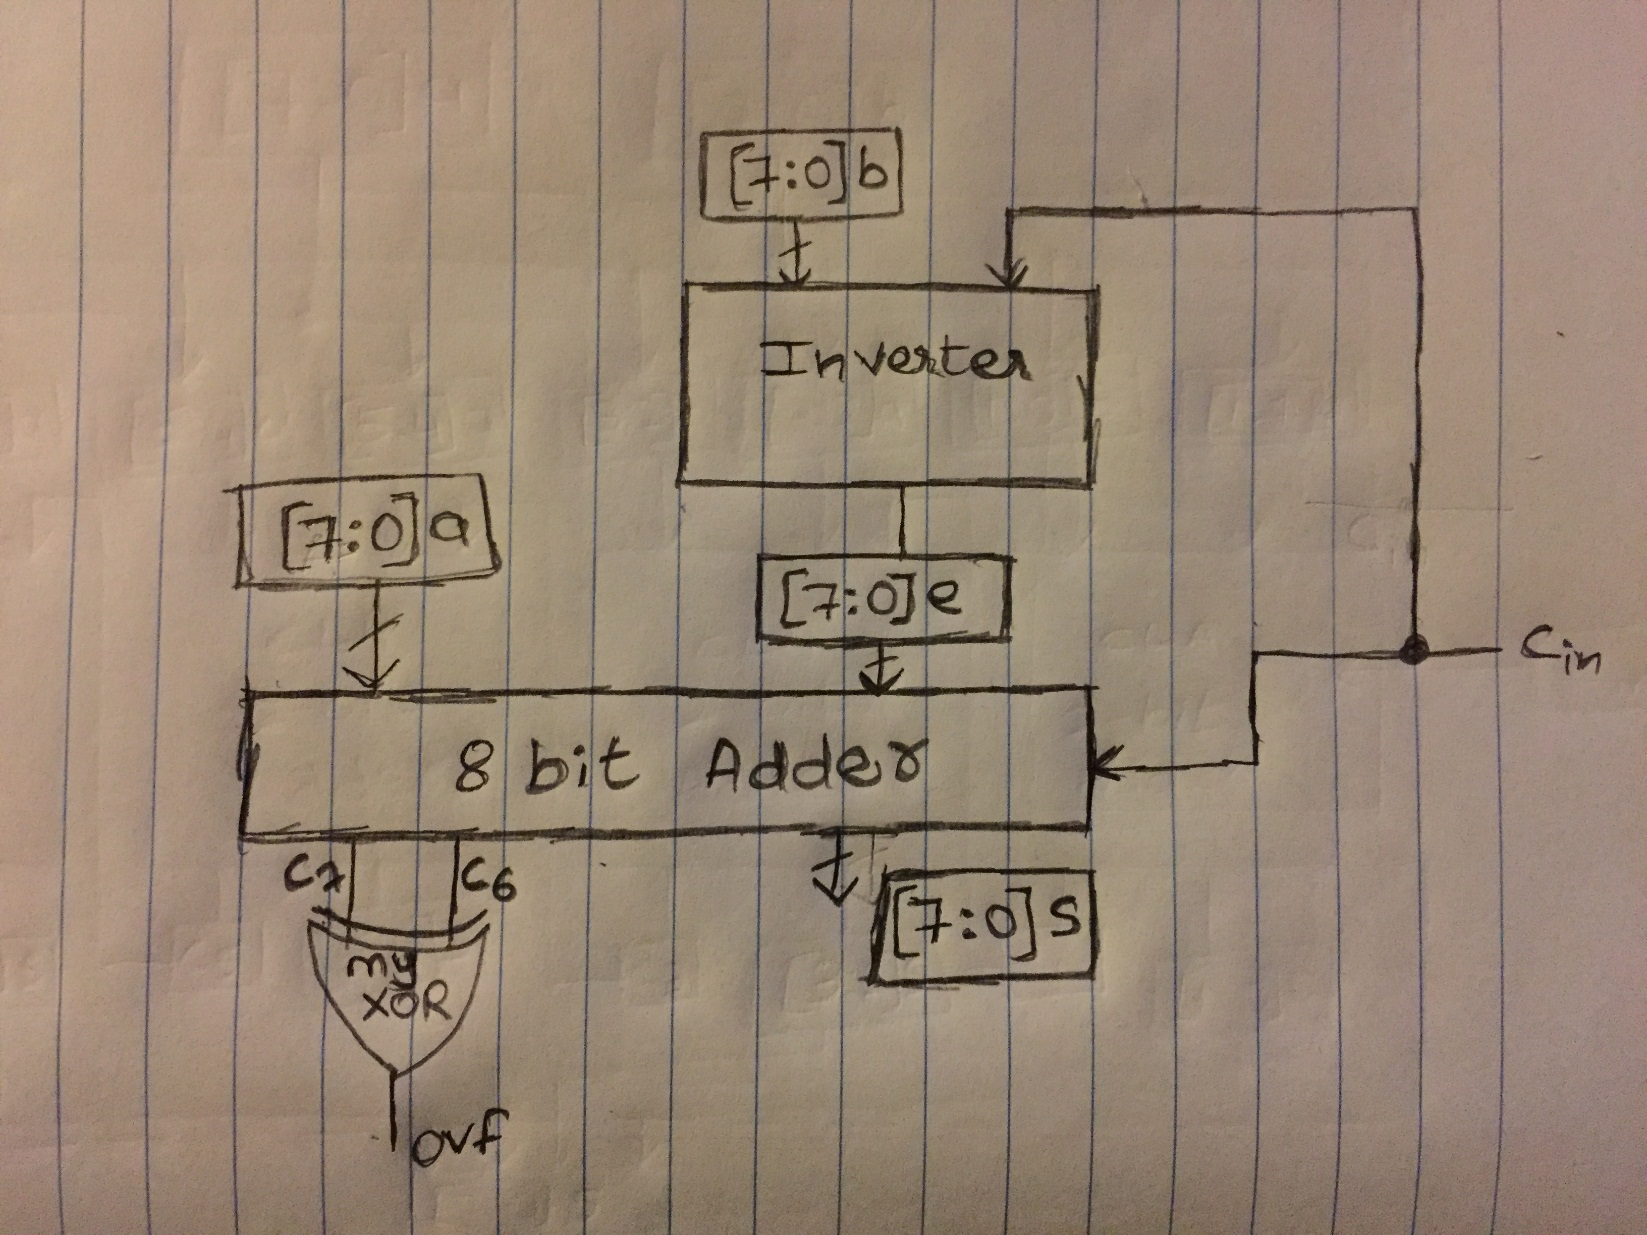 [7:0] b
Inverter
[7:0] a
[7:0] e
Cin
8 bit Adder
C7
C6
[7:0] S
my
XOR
ovf